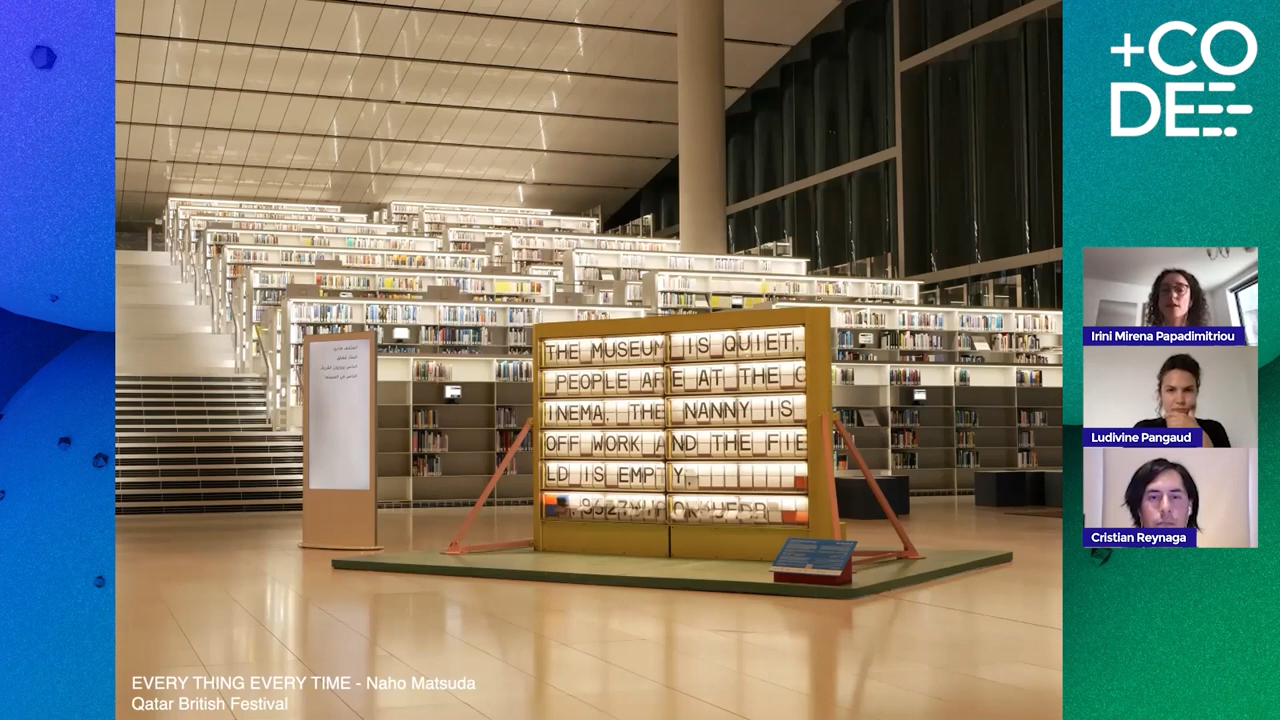 +CO
DE
THE MUSEUM IS QUIET.
PEOPLE ARE AT THE C
INEMA. THE NANNY IS
OFF WORK AND THE FIE
LD IS EMPTY.
Irini Mirena Papadimitriou
Ludivine Pangaud
Cristian Reynaga
EVERY THING EVERY TIME - Naho Matsuda
Qatar British Festival